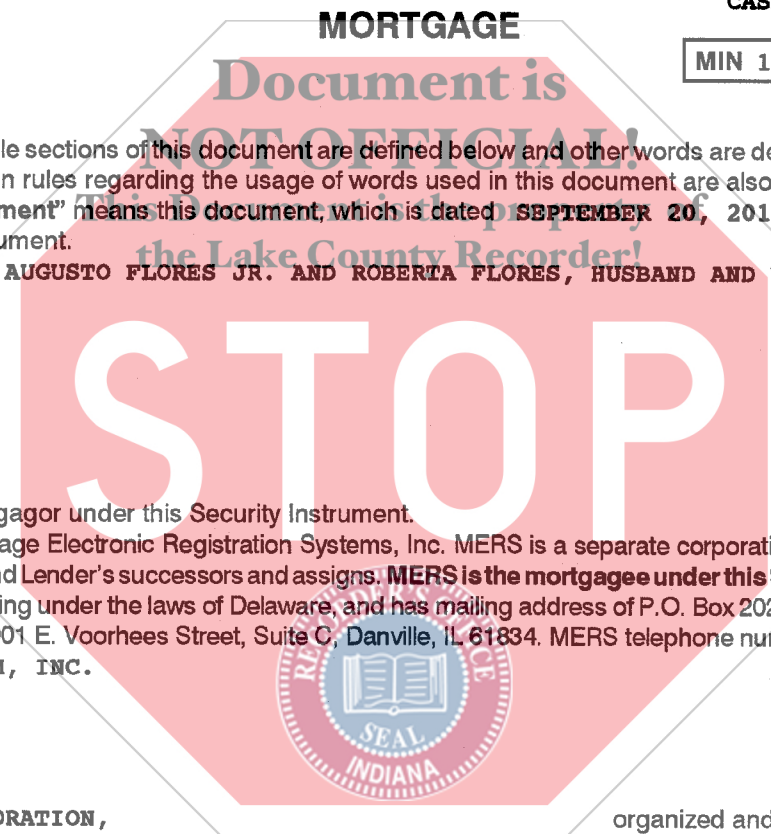 CAS
MORTGAGE
MIN 1
Document is
NOT OFFICIAL!
This Document is the property of
the Lake County Recorder!
le sections of this document are defined below and other words are de
n rules regarding the usage of words used in this document are also
ment" means this document, which is dated SEPTEMBER 20, 201
ument.
AUGUSTO FLORES JR. AND ROBERTA FLORES, HUSBAND AND
STOP
gagor under this Security Instrument.
age Electronic Registration Systems, Inc. MERS is a separate corporati
d Lender's successors and assigns. MERS is the mortgagee under this
ing under the laws of Delaware, and has mailing address of P.O. Box 202
01 E. Voorhees Street, Suite C, Danville, IL 61834. MERS telephone nu
, INC.
RECORDER'S OFFICE
SEAL
INDIANA
ORATION,
organized and